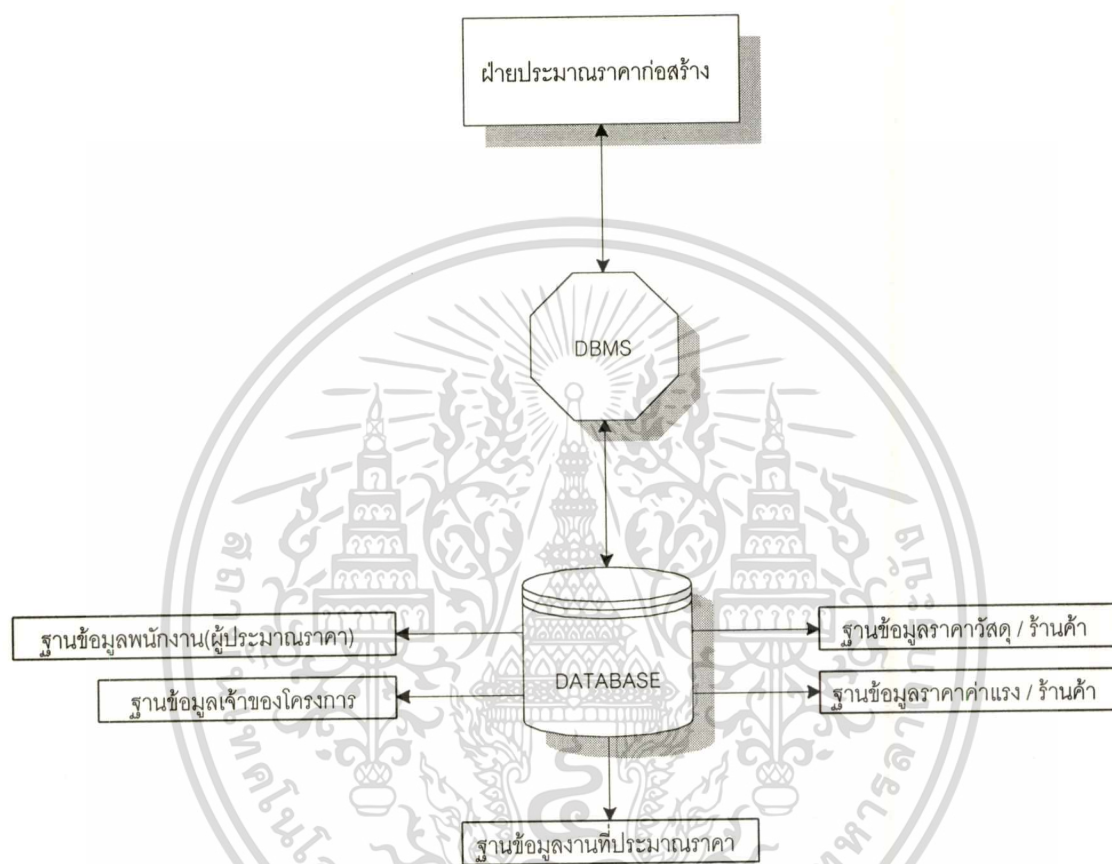 ฝ่ายประมาณราคาก่อสร้าง
DBMS
ฐานข้อมูลพนักงาน(ผู้ประมาณราคา)
ฐานข้อมูลราคาวัสดุ / ร้านค้า
DATABASE
ฐานข้อมูลเจ้าของโครงการ
ฐานข้อมูลราคาค่าแรง / ร้านค้า
ฐานข้อมูลงานที่ประมาณราคา